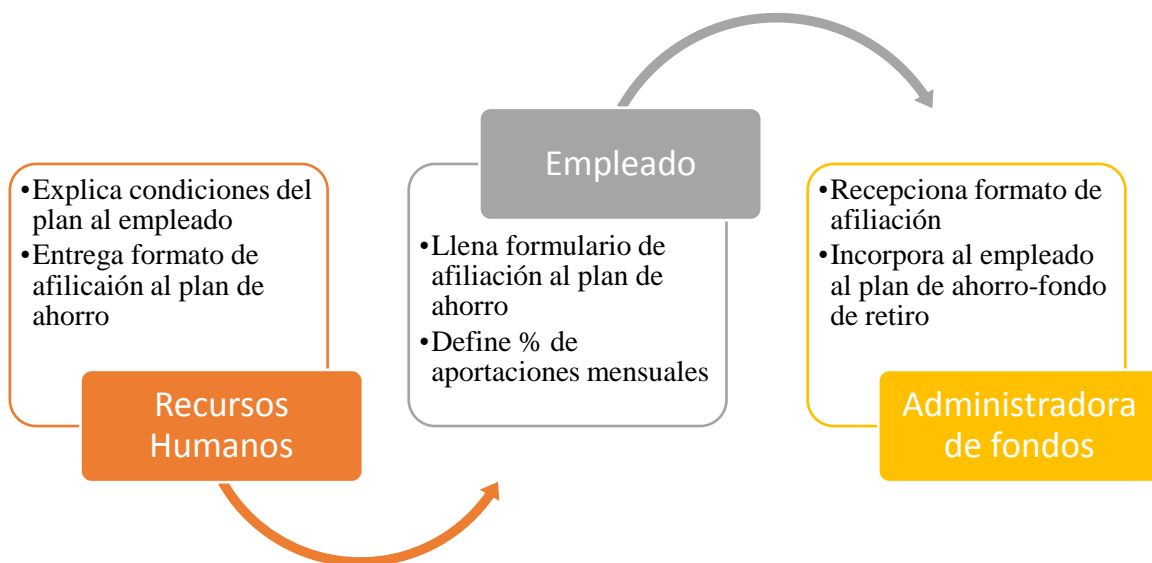 •Explica condiciones del
plan al empleado
•Entrega formato de
afilicaión al plan de
ahorro
Recursos
Humanos
Empleado
•Llena formulario de
afiliación al plan de
ahorro
•Define % de
aportaciones mensuales
•Recepciona formato de
afiliación
•Incorpora al empleado
al plan de ahorro-fondo
de retiro
Administradora
de fondos